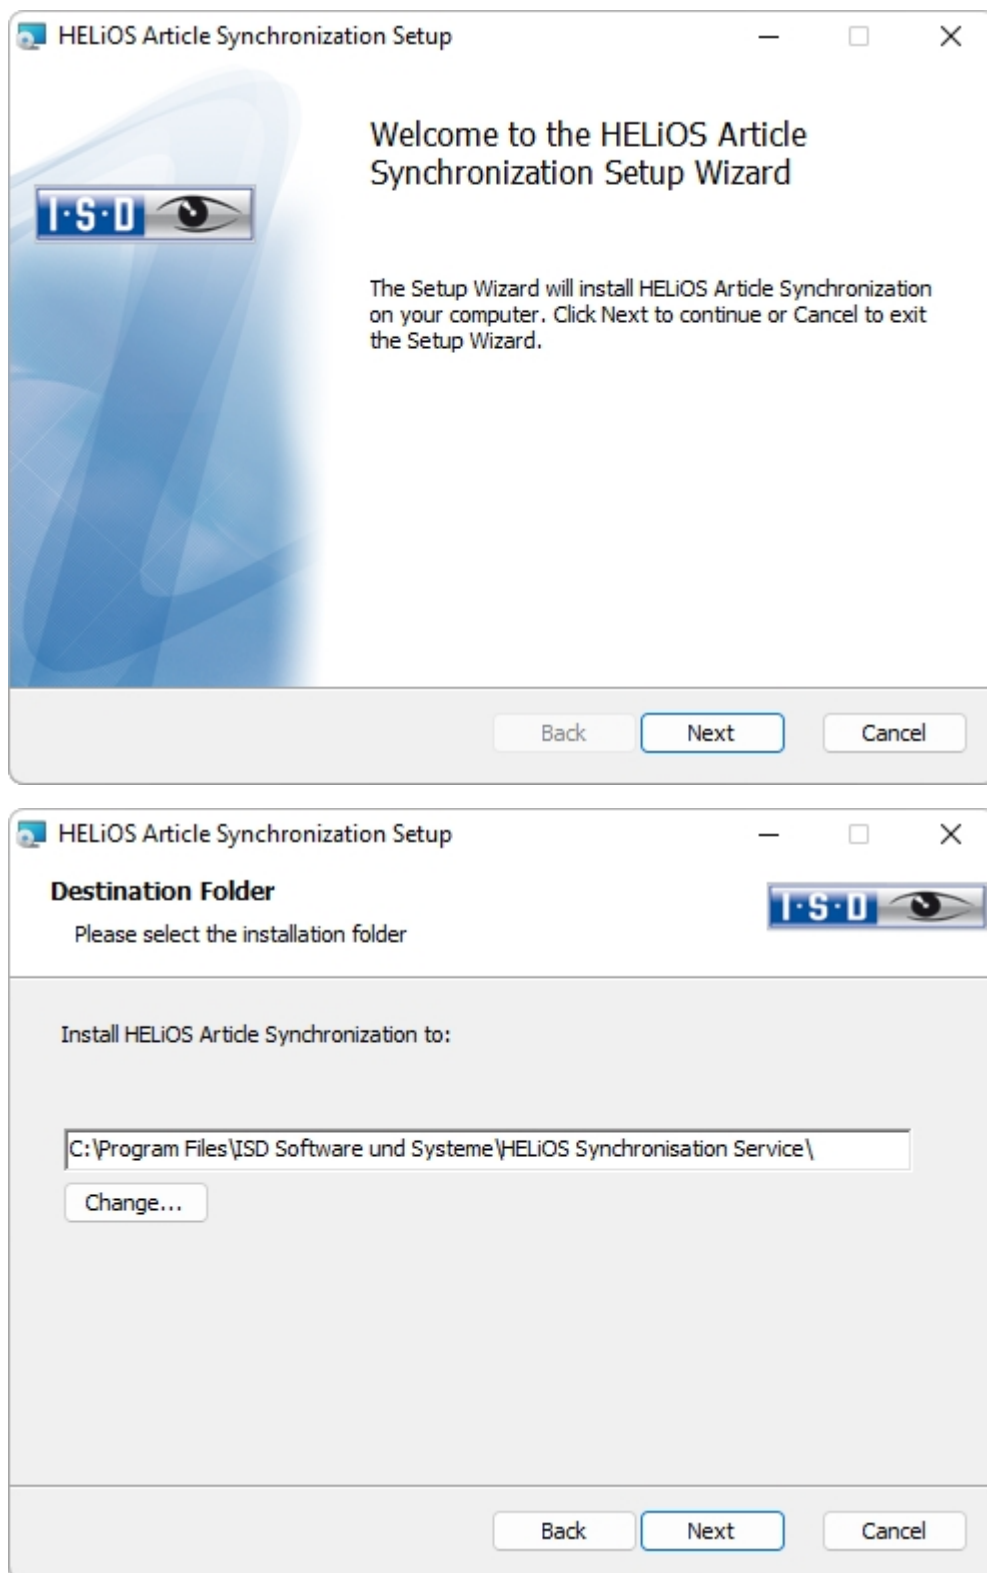 HELiOS Article Synchronization Setup
Welcome to the HELiOS Article
Synchronization Setup Wizard
I·S·D
The Setup Wizard will install HELiOS Article Synchronization
on your computer. Click Next to continue or Cancel to exit
the Setup Wizard.
Back Next Cancel
HELiOS Article Synchronization Setup
Destination Folder
I·S·D
Please select the installation folder
Install HELiOS Article Synchronization to:
C:\Program Files\ISD Software und Systeme\HELiOS Synchronisation Service\
Change...
Back Next Cancel